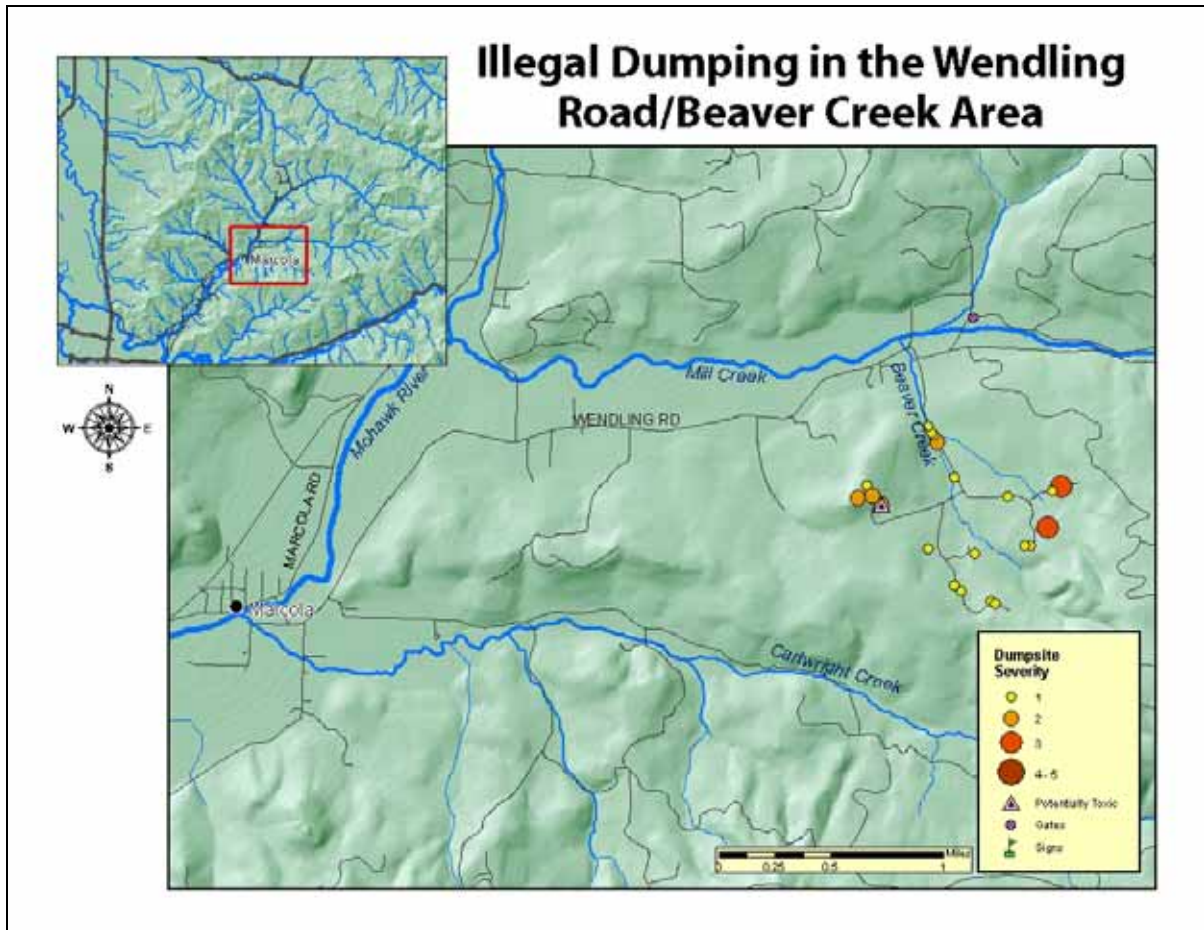 Illegal Dumping in the Wendling
Road/Beaver Creek Area
Marcola
N
W
E
S
Mohawk River
MARCOLA RD
Marcola
Mill Creek
WENDLING RD
Beaver Creek
Cartwright Creek
Dumpsite
Severity
1
2
3
4 - 5
Potentially Toxic
Gates
Signs
Miles
0
0.25
0.5
1